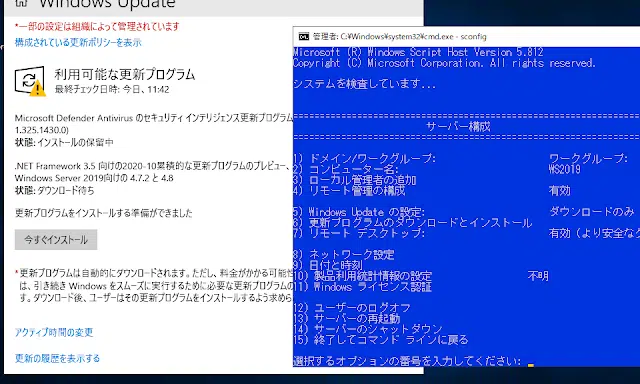 Windows Update
*一部の設定は組織によって管理されています
構成されている更新ポリシーを表示
利用可能な更新プログラム
最終チェック日時: 今日、11:42
Microsoft Defender Antivirus のセキュリティ インテリジェンス更新プログラム
1.325.1430.0)
状態: インストールの保留中
.NET Framework 3.5 向けの2020-10累積的な更新プログラムのプレビュー、
Windows Server 2019向けの 4.7.2 と 4.8
状態: ダウンロード待ち
更新プログラムをインストールする準備ができました
今すぐインストール
*更新プログラムは自動的にダウンロードされます。ただし、料金がかかる可能性
は、引き続き Windows をスムーズに実行するために必要な更新プログラムの
す。ダウンロード後、ユーザーはその更新プログラムをインストールするよう求めら
アクティブ時間の変更
更新の履歴を表示する
管理者: C:¥Windows¥system32¥cmd.exe - sconfig
Microsoft (R) Windows Script Host Version 5.812
Copyright (C) Microsoft Corporation. All rights reserved.
システムを検査しています...
===============================================
サーバー構成
===============================================
1) ドメイン/ワークグループ: ワークグループ:
2) コンピューター名: WS2019
3) ローカル管理者の追加
4) リモート管理の構成 有効
5) Windows Update の設定: ダウンロードのみ
6) 更新プログラムのダウンロードとインストール
7) リモート デスクトップ: 有効 (より安全なク
8) ネットワーク設定
9) 日付と時刻
10) 製品利用統計情報の設定 不明
11) Windows ライセンス認証
12) ユーザーのログオフ
13) サーバーの再起動
14) サーバーのシャットダウン
15) 終了してコマンド ラインに戻る
選択するオプションの番号を入力してください: _